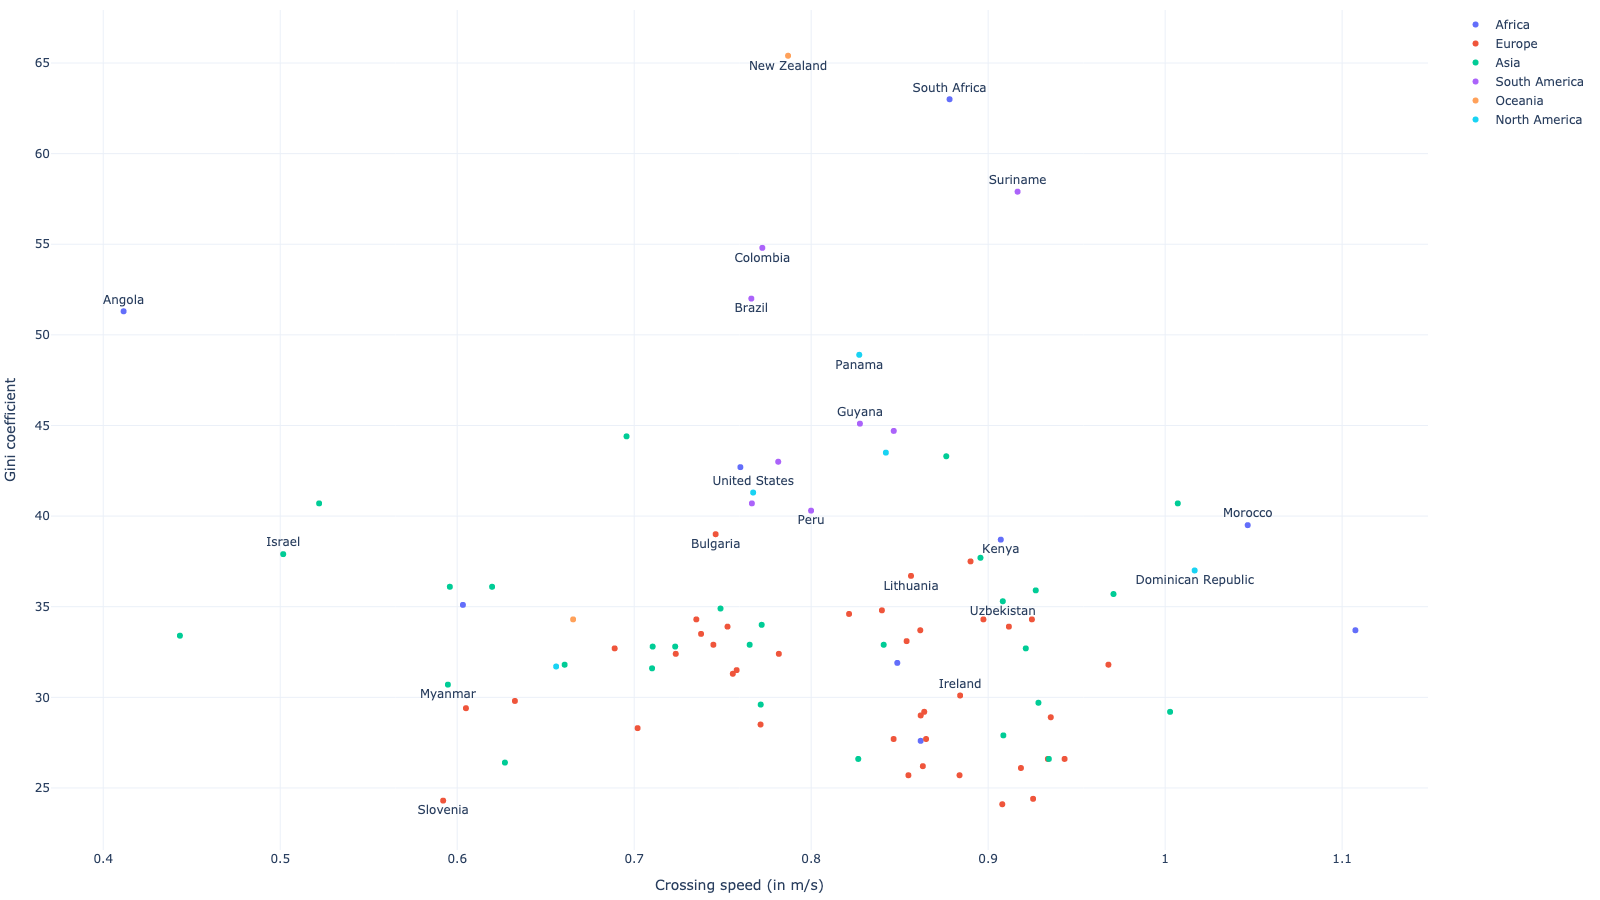 Africa
Europe
Asia
South America
Oceania
North America
65
60
55
50
45
40
35
30
25
Gini coefficient
New Zealand
South Africa
Suriname
Colombia
Angola
Brazil
Panama
Guyana
United States
Peru
Morocco
Israel
Bulgaria
Kenya
Dominican Republic
Lithuania
Uzbekistan
Ireland
Myanmar
Slovenia
0.4
0.5
0.6
0.7
0.8
0.9
1
1.1
Crossing speed (in m/s)